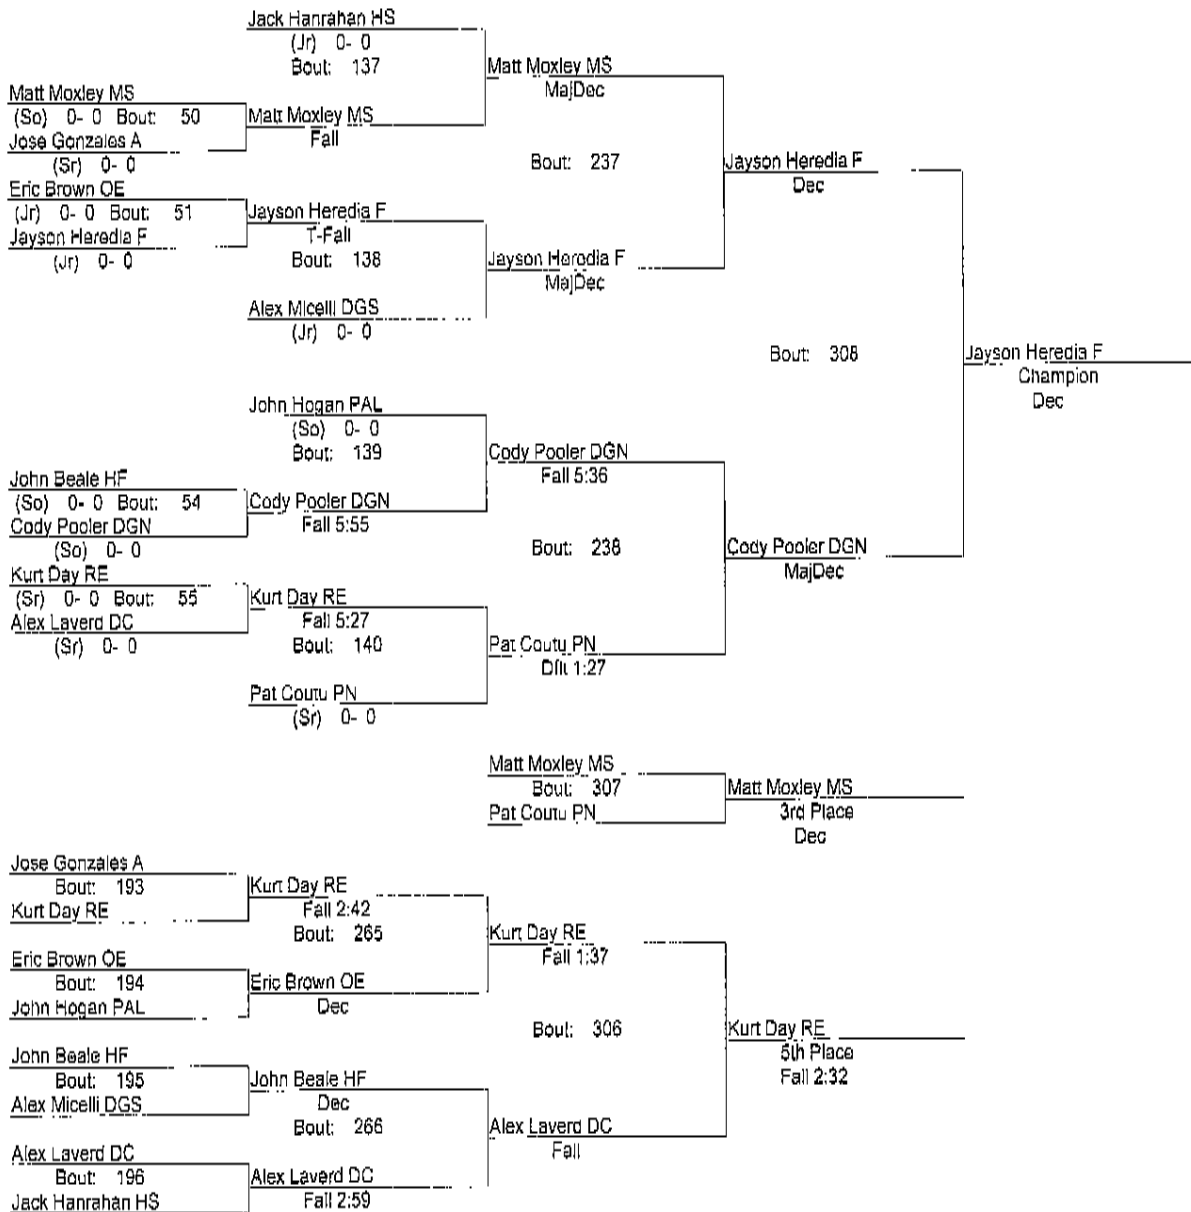 Jack Hanrahan HS
(Jr) 0- 0
Bout: 137
Matt Moxley MS
MajDec
Matt Moxley MS
(So) 0- 0 Bout: 50
Matt Moxley MS
Fall
Jose Gonzales A
(Sr) 0- 0
Bout: 237
Jayson Heredia F
Dec
Eric Brown OE
(Jr) 0- 0 Bout: 51
Jayson Heredia F
T-Fall
Bout: 138
Jayson Heredia F
(Jr) 0- 0
Jayson Heredia F
MajDec
Alex Micelli DGS
(Jr) 0- 0
Bout: 308
Jayson Heredia F
Champion
Dec
John Hogan PAL
(So) 0- 0
Bout: 139
Cody Pooler DGN
Fall 5:36
John Beale HF
(So) 0- 0 Bout: 54
Cody Pooler DGN
Fall 5:55
Cody Pooler DGN
(So) 0- 0
Bout: 238
Cody Pooler DGN
MajDec
Kurt Day RE
(Sr) 0- 0 Bout: 55
Kurt Day RE
Fall 5:27
Bout: 140
Alex Laverd DC
(Sr) 0- 0
Pat Coutu PN
Dflt 1:27
Pat Coutu PN
(Sr) 0- 0
Matt Moxley MS
Bout: 307
Pat Coutu PN
Matt Moxley MS
3rd Place
Dec
Jose Gonzales A
Bout: 193
Kurt Day RE
Kurt Day RE
Fall 2:42
Bout: 265
Kurt Day RE
Fall 1:37
Eric Brown OE
Bout: 194
John Hogan PAL
Eric Brown OE
Dec
Bout: 306
Kurt Day RE
5th Place
Fall 2:32
John Beale HF
Bout: 195
Alex Micelli DGS
John Beale HF
Dec
Bout: 266
Alex Laverd DC
Fall
Alex Laverd DC
Bout: 196
Jack Hanrahan HS
Alex Laverd DC
Fall 2:59